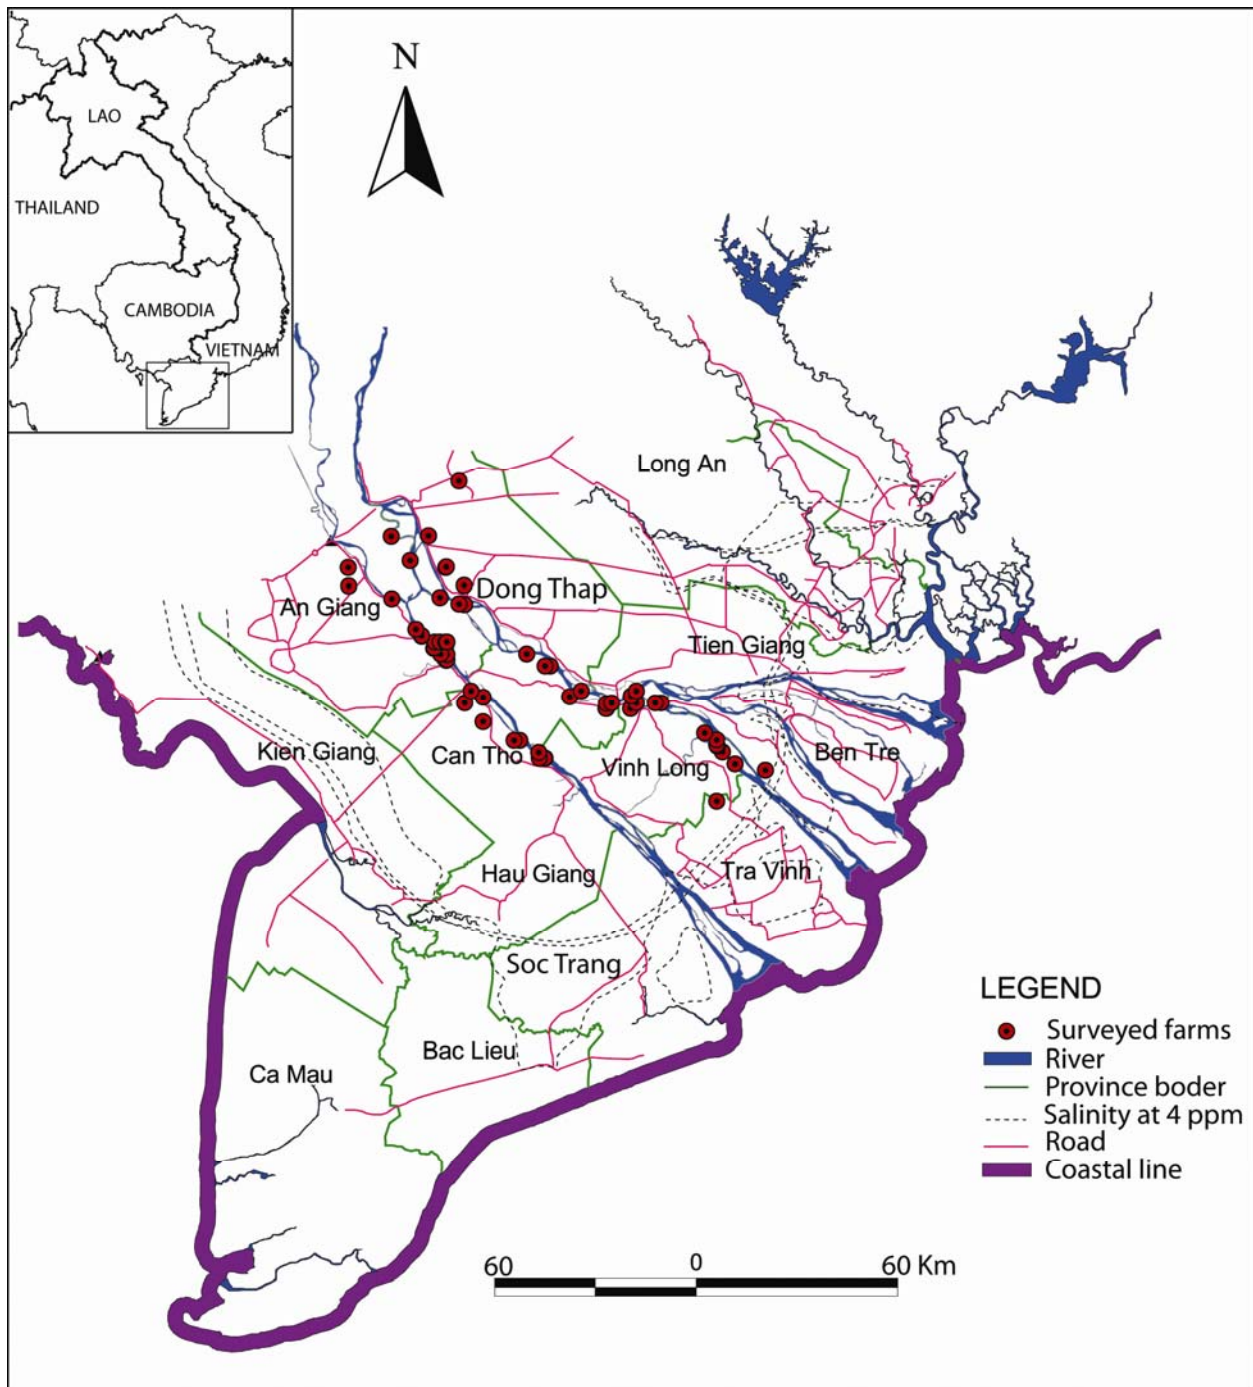 N
LAO
THAILAND
CAMBODIA
VIETNAM
Long An
An Giang
Dong Thap
Tien Giang
Kien Giang
Can Tho
Vinh Long
Ben Tre
Hau Giang
Tra Vinh
Soc Trang
Bac Lieu
Ca Mau
LEGEND
Surveyed farms
River
Province boder
Salinity at 4 ppm
Road
Coastal line
60 0 60 Km